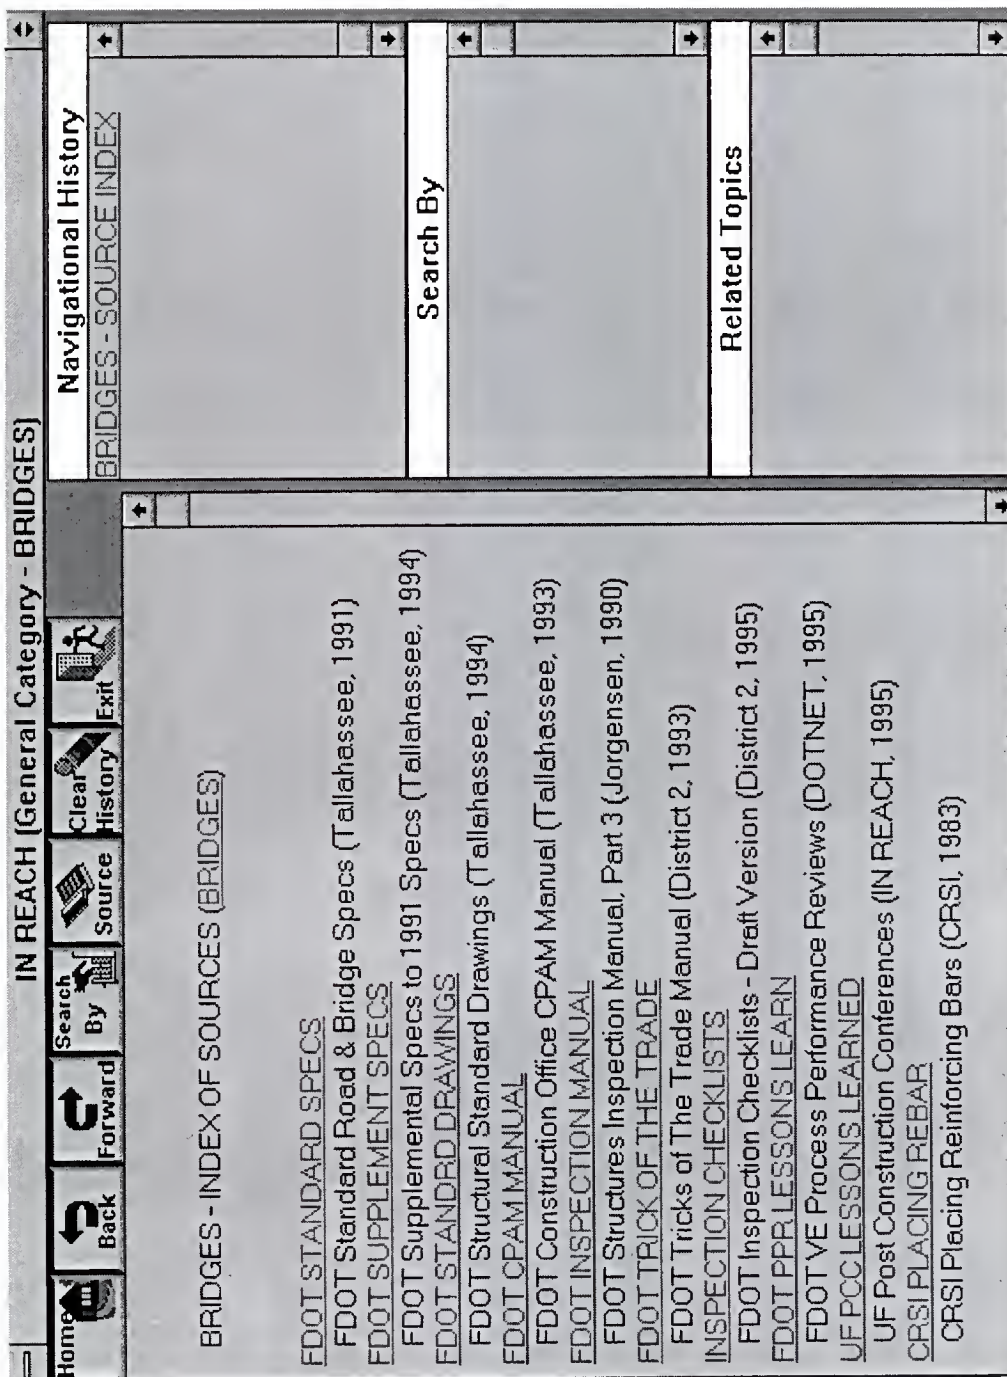 IN REACH (General Category - BRIDGES)
Home
Back
Forward
Search
By
Source
Clear
History
Exit
BRIDGES - INDEX OF SOURCES (BRIDGES)
FDOT STANDARD SPECS
FDOT Standard Road & Bridge Specs (Tallahassee, 1991)
FDOT SUPPLEMENT SPECS
FDOT Supplemental Specs to 1991 Specs (Tallahassee, 1994)
FDOT STANDRD DRAWINGS
FDOT Structural Standard Drawings (Tallahassee, 1994)
FDOT CPAM MANUAL
FDOT Construction Office CPAM Manual (Tallahassee, 1993)
FDOT INSPECTION MANUAL
FDOT Structures Inspection Manual, Part 3 (Jorgensen, 1990)
FDOT TRICK OF THE TRADE
FDOT Tricks of The Trade Manual (District 2, 1993)
INSPECTION CHECKLISTS
FDOT Inspection Checklists - Draft Version (District 2, 1995)
FDOT PPR LESSONS LEARN
FDOT VE Process Performance Reviews (DOTNET, 1995)
UF PCC LESSONS LEARNED
UF Post Construction Conferences (IN REACH, 1995)
CRSI PLACING REBAR
CRSI Placing Reinforcing Bars (CRSI, 1983)
Navigational History
BRIDGES - SOURCE INDEX
Search By
Related Topics